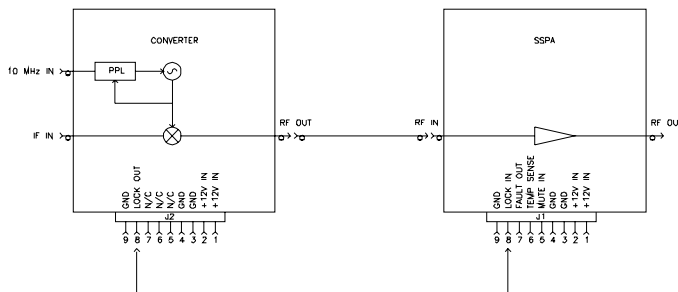 CONVERTER
SSPA
10 MHz IN
PPL
RF OUT
RF IN
RF OU
IF IN
GND
LOCK OUT
N/C
N/C
N/C
GND
GND
+12V IN
+12V IN
J2
9 8 7 6 5 4 3 2 1
GND
LOCK IN
FAULT OUT
TEMP SENSE
MUTE IN
GND
GND
+12V IN
+12V IN
J1
9 8 7 6 5 4 3 2 1